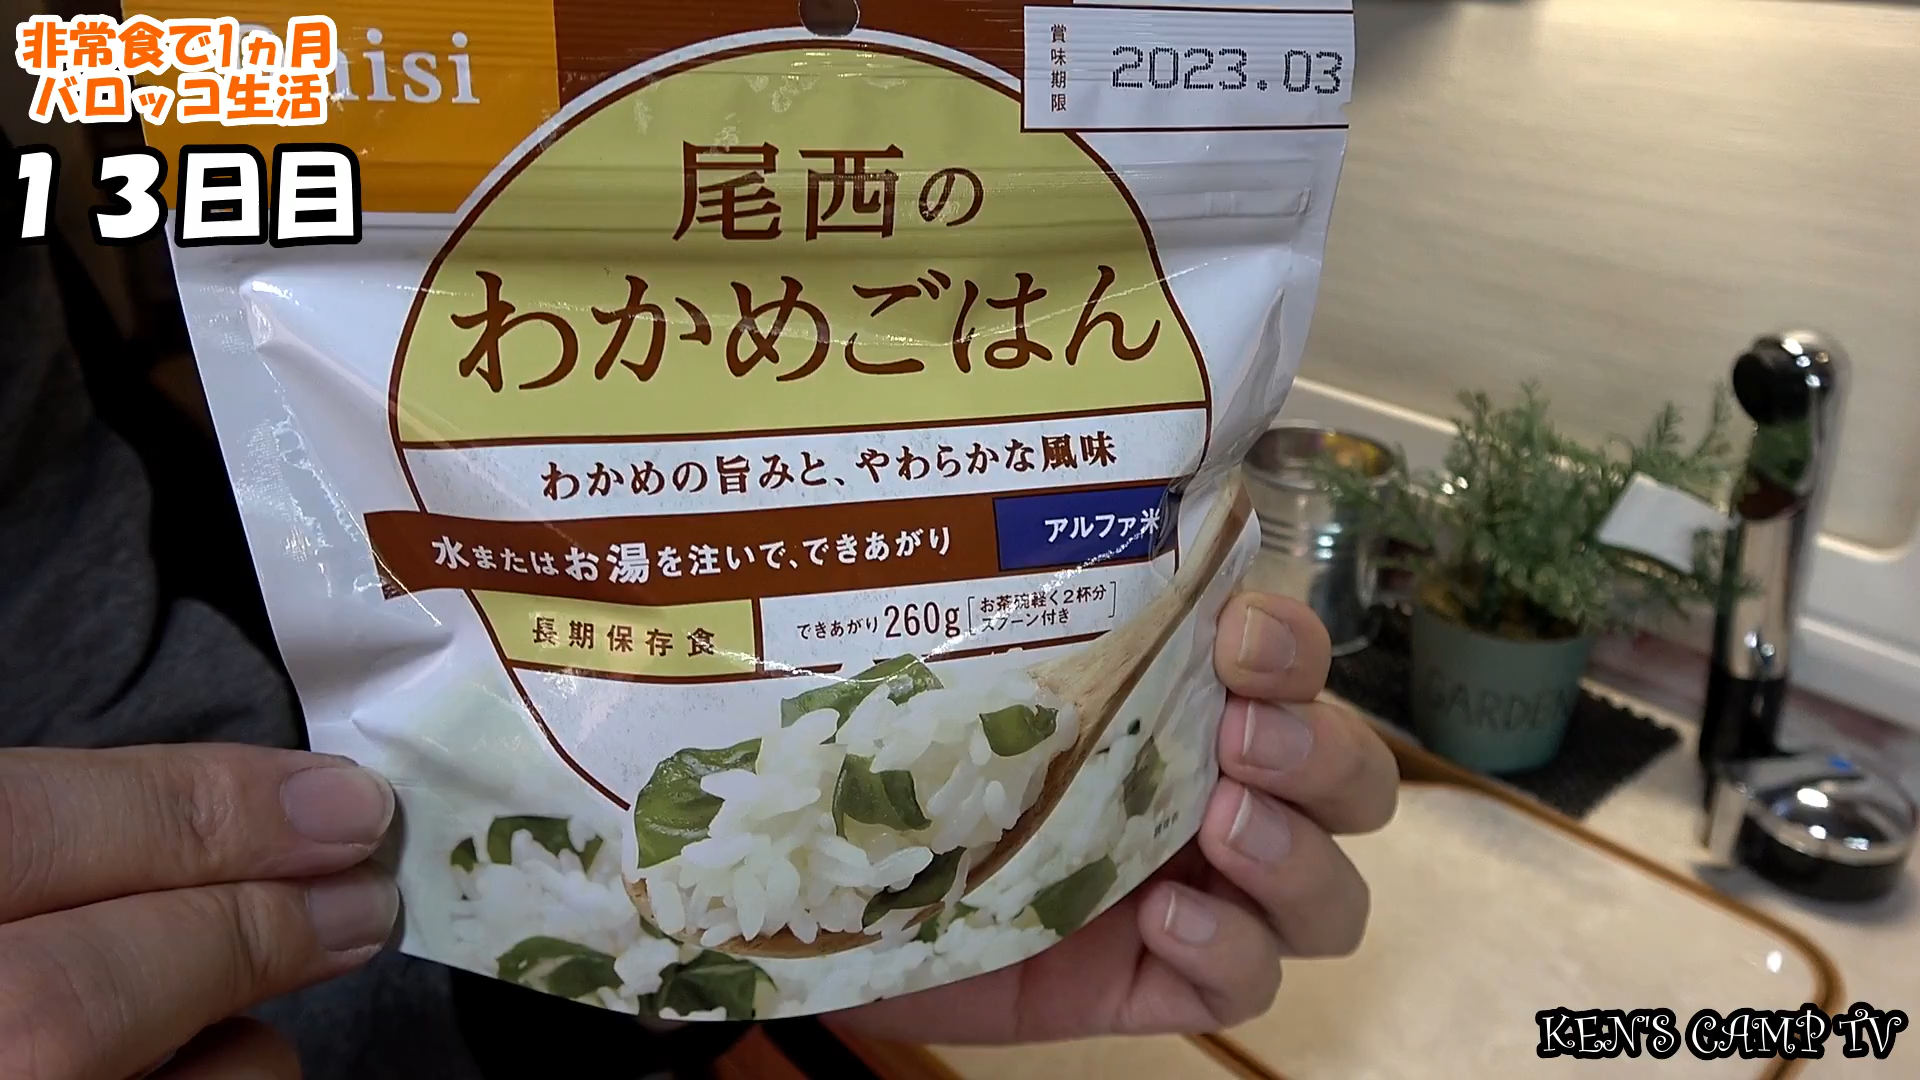 非常食で1ヵ月
バロッコ生活
13日目
nisi
賞味期限
2023.03
尾西の
わかめごはん
わかめの旨みと、やわらかな風味
水またはお湯を注いで、できあがり
アルファ米
長期保存食
できあがり260g
お茶碗軽く2杯分
スプーン付き
GARDEN
KEN'S CAMP TV